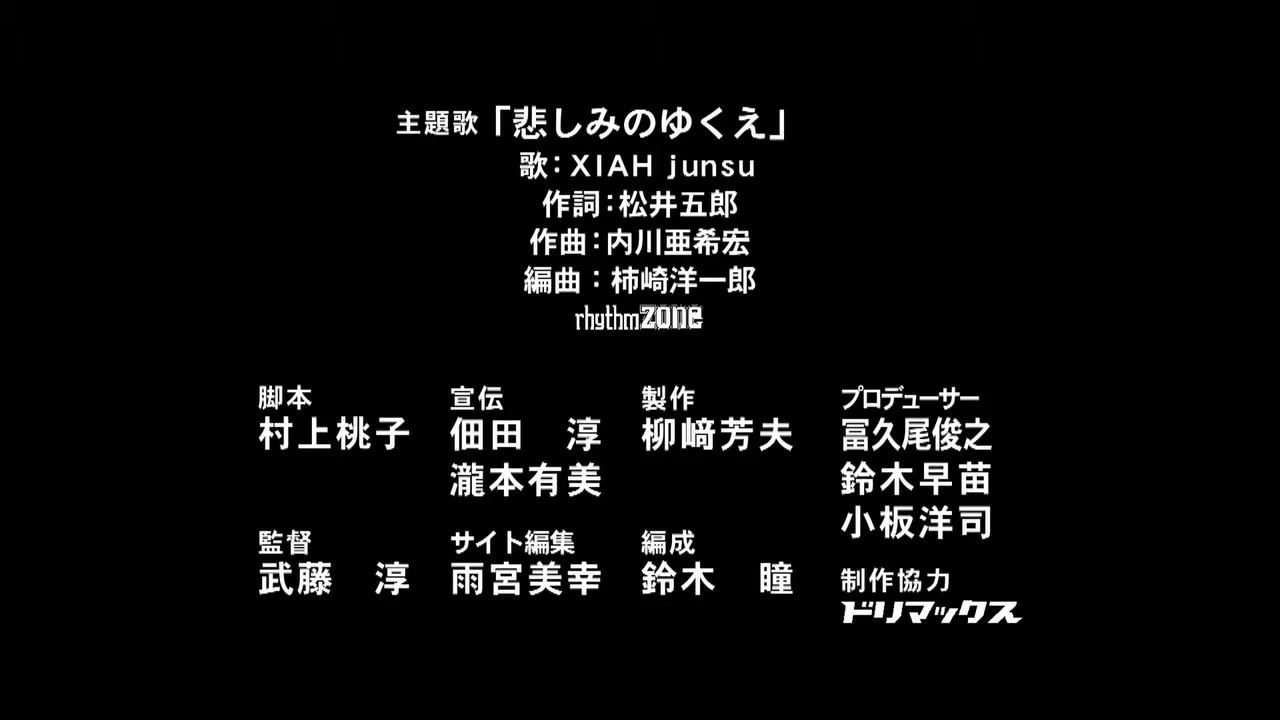 主題歌「悲しみのゆくえ」
歌：XIAH junsu
作詞：松井五郎
作曲：内川亜希宏
編曲：柿崎洋一郎
rhythmzone
脚本
村上桃子
宣伝
佃田　淳
瀧本有美
製作
柳﨑芳夫
プロデューサー
冨久尾俊之
鈴木早苗
小板洋司
監督
武藤　淳
サイト編集
雨宮美幸
編成
鈴木　瞳
制作協力
ドリマックス